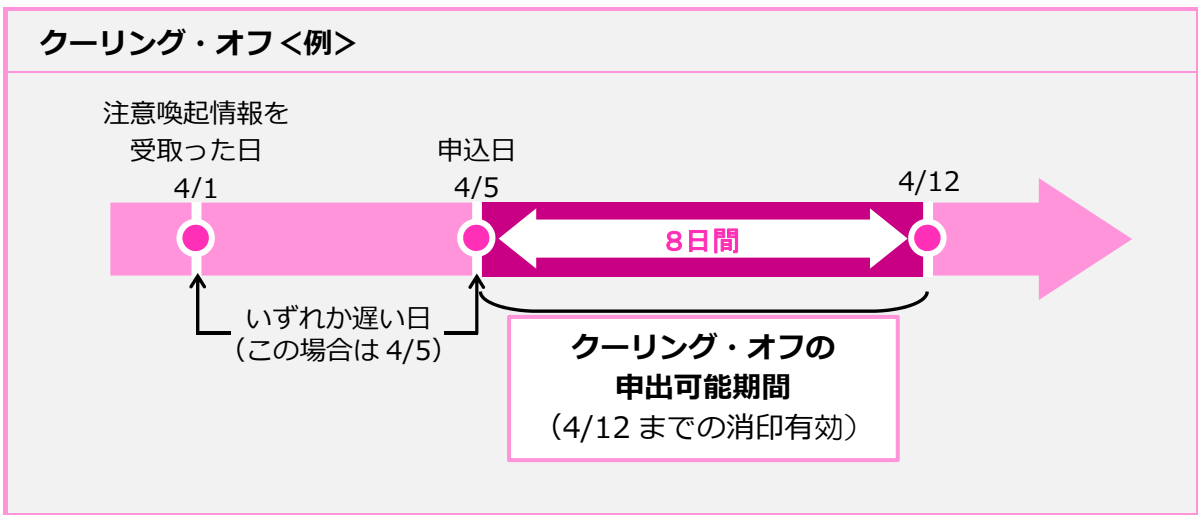 クーリング・オフ＜例＞
注意喚起情報を
受取った日
4/1
申込日
4/5
4/12
8日間
いずれか遅い日
（この場合は 4/5）
クーリング・オフの
申出可能期間
（4/12 までの消印有効）